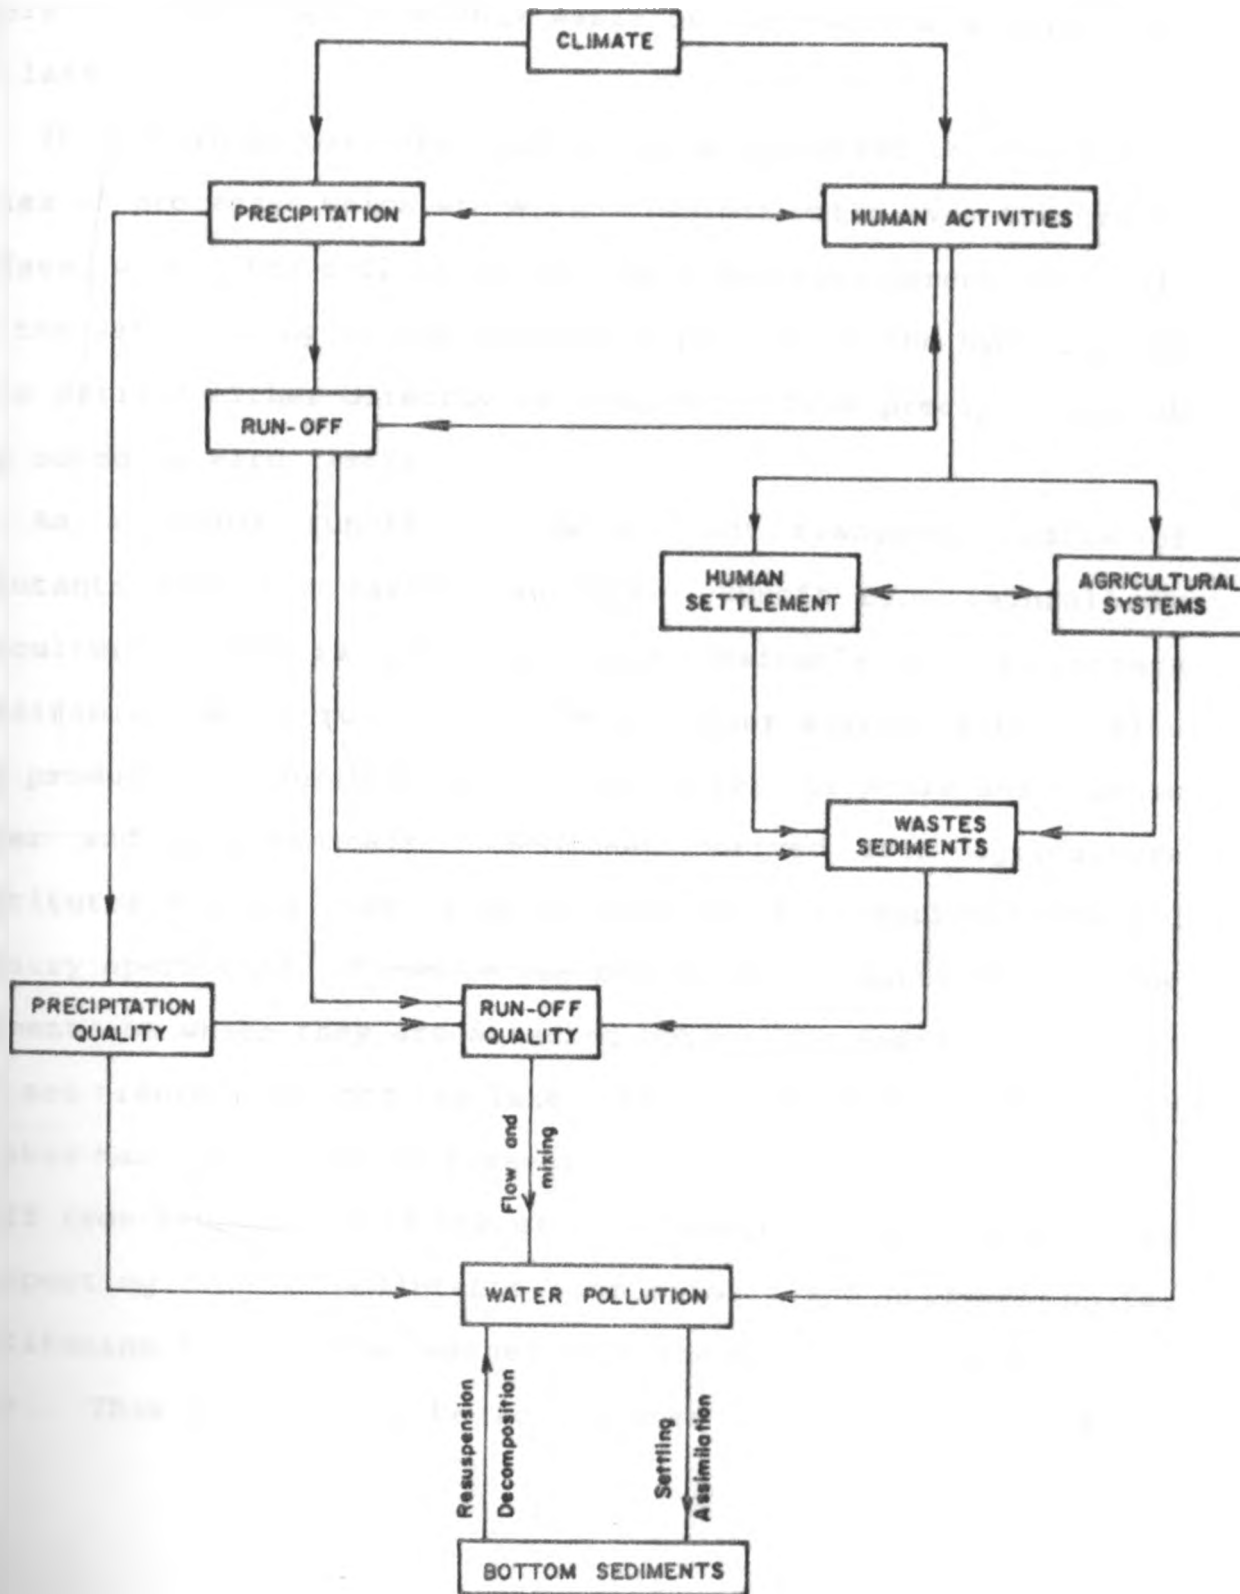 CLIMATE
PRECIPITATION
HUMAN ACTIVITIES
RUN-OFF
HUMAN
SETTLEMENT
AGRICULTURAL
SYSTEMS
WASTES
SEDIMENTS
PRECIPITATION
QUALITY
RUN-OFF
QUALITY
Flow and
mixing
WATER POLLUTION
Resuspension
Decomposition
Settling
Assimilation
BOTTOM SEDIMENTS